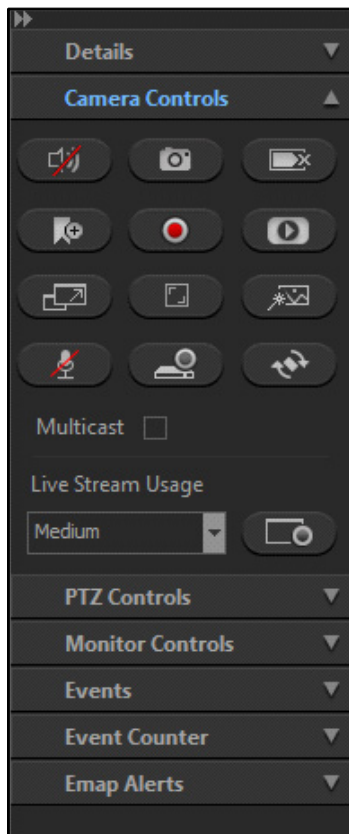 Details
Camera Controls
Multicast
Live Stream Usage
Medium
PTZ Controls
Monitor Controls
Events
Event Counter
Emap Alerts